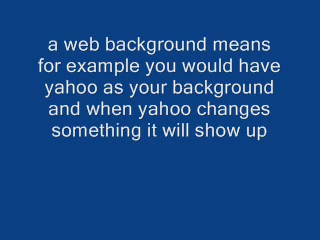 a web background means
for example you would have
yahoo as your background
and when yahoo changes
something it will show up